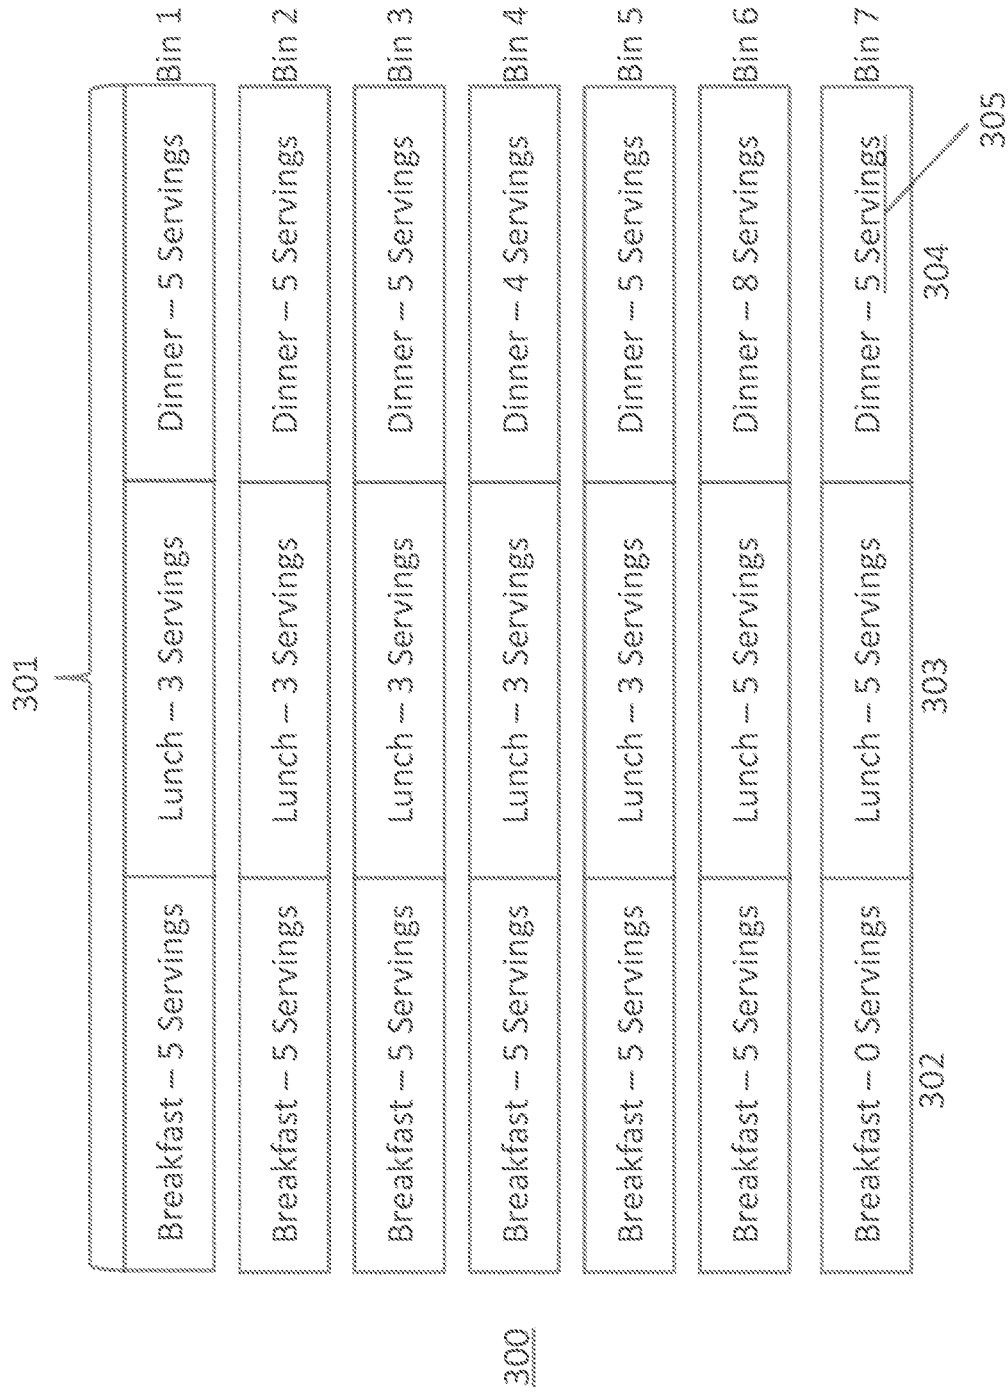 300
301
Breakfast – 5 Servings Lunch – 3 Servings Dinner – 5 Servings Bin 1
Breakfast – 5 Servings Lunch – 3 Servings Dinner – 5 Servings Bin 2
Breakfast – 5 Servings Lunch – 3 Servings Dinner – 5 Servings Bin 3
Breakfast – 5 Servings Lunch – 3 Servings Dinner – 4 Servings Bin 4
Breakfast – 5 Servings Lunch – 3 Servings Dinner – 5 Servings Bin 5
Breakfast – 5 Servings Lunch – 5 Servings Dinner – 8 Servings Bin 6
Breakfast – 0 Servings Lunch – 5 Servings Dinner – 5 Servings Bin 7
302 303 304
305